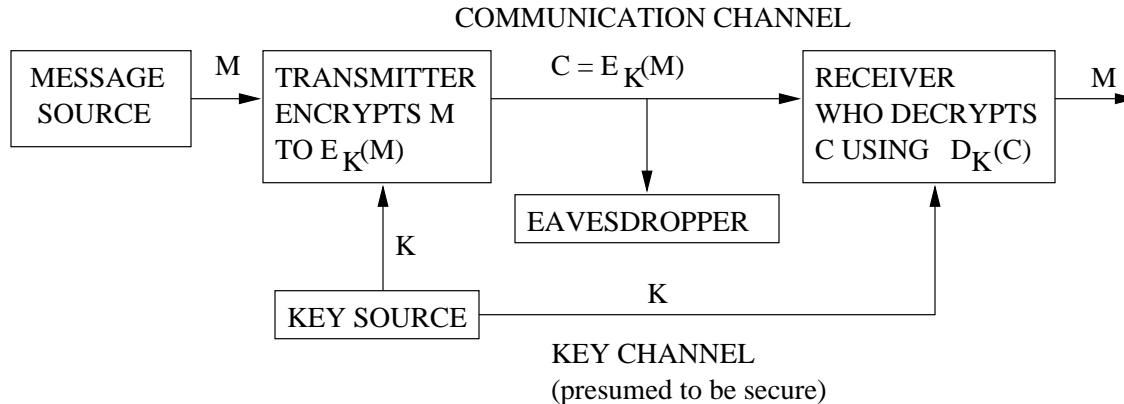 COMMUNICATION CHANNEL
MESSAGE
SOURCE
M
TRANSMITTER
ENCRYPTS M
TO E_K(M)
C = E_K(M)
RECEIVER
WHO DECRYPTS
C USING D_K(C)
M
EAVESDROPPER
K
KEY SOURCE
K
KEY CHANNEL
(presumed to be secure)